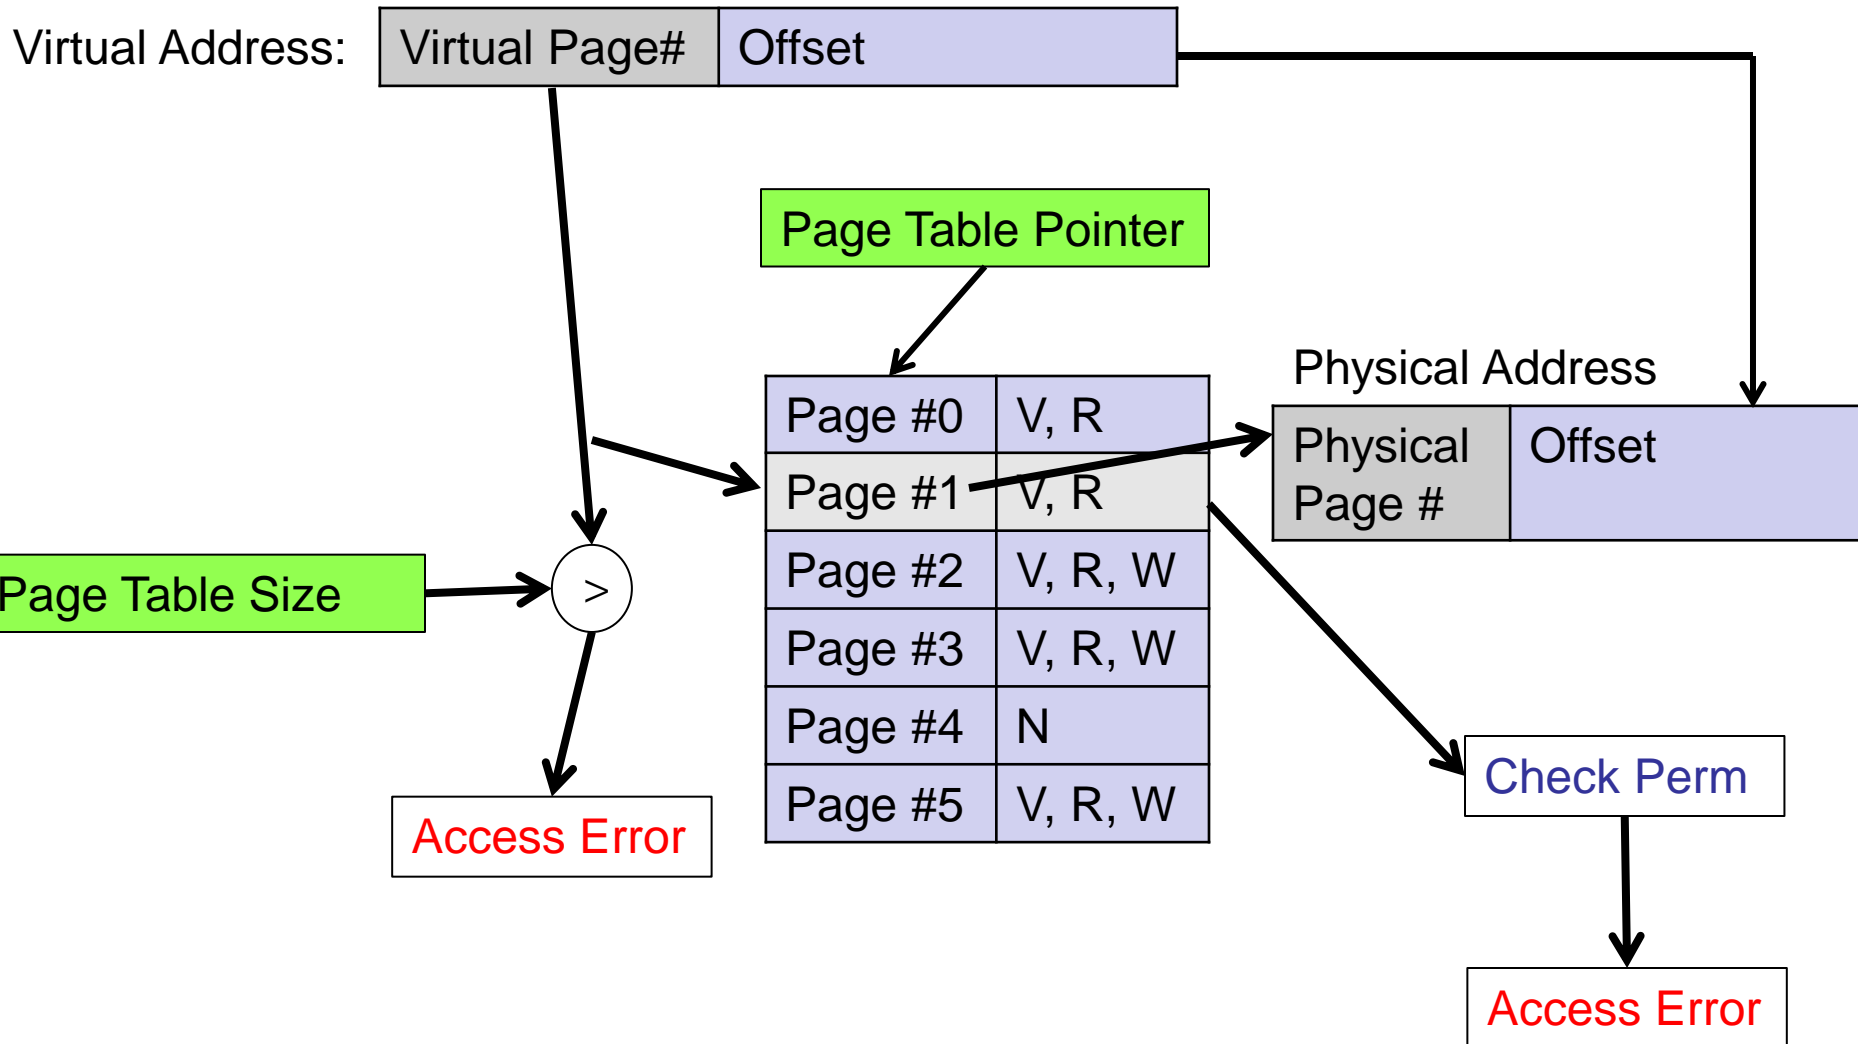 Virtual Address: Virtual Page# Offset
Page Table Pointer
Physical Address
Page #0 V, R
Physical Page # Offset
Page #1 V, R
Page #2 V, R, W
Page Table Size
>
Page #3 V, R, W
Page #4 N
Check Perm
Page #5 V, R, W
Access Error
Access Error